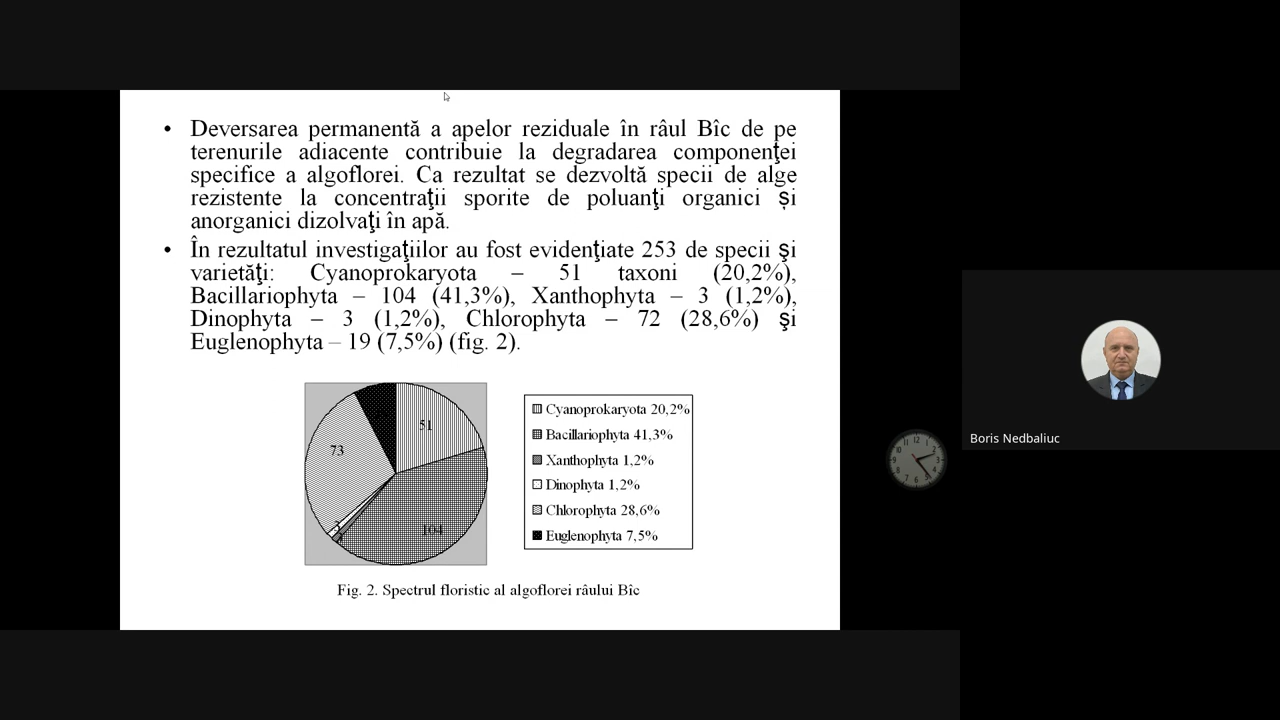 • Deversarea permanentă a apelor reziduale în râul Bîc de pe
terenurile adiacente contribuie la degradarea componenţei
specifice a algoflorei. Ca rezultat se dezvoltă specii de alge
rezistente la concentraţii sporite de poluanţi organici și
anorganici dizolvaţi în apă.
• În rezultatul investigaţiilor au fost evidenţiate 253 de specii şi
varietăţi: Cyanoprokaryota – 51 taxoni (20,2%),
Bacillariophyta – 104 (41,3%), Xanthophyta – 3 (1,2%),
Dinophyta – 3 (1,2%), Chlorophyta – 72 (28,6%) şi
Euglenophyta – 19 (7,5%) (fig. 2).
51
73
104
3
Cyanoprokaryota 20,2%
Bacillariophyta 41,3%
Xanthophyta 1,2%
Dinophyta 1,2%
Chlorophyta 28,6%
Euglenophyta 7,5%
Fig. 2. Spectrul floristic al algoflorei râului Bîc
Boris Nedbaliuc